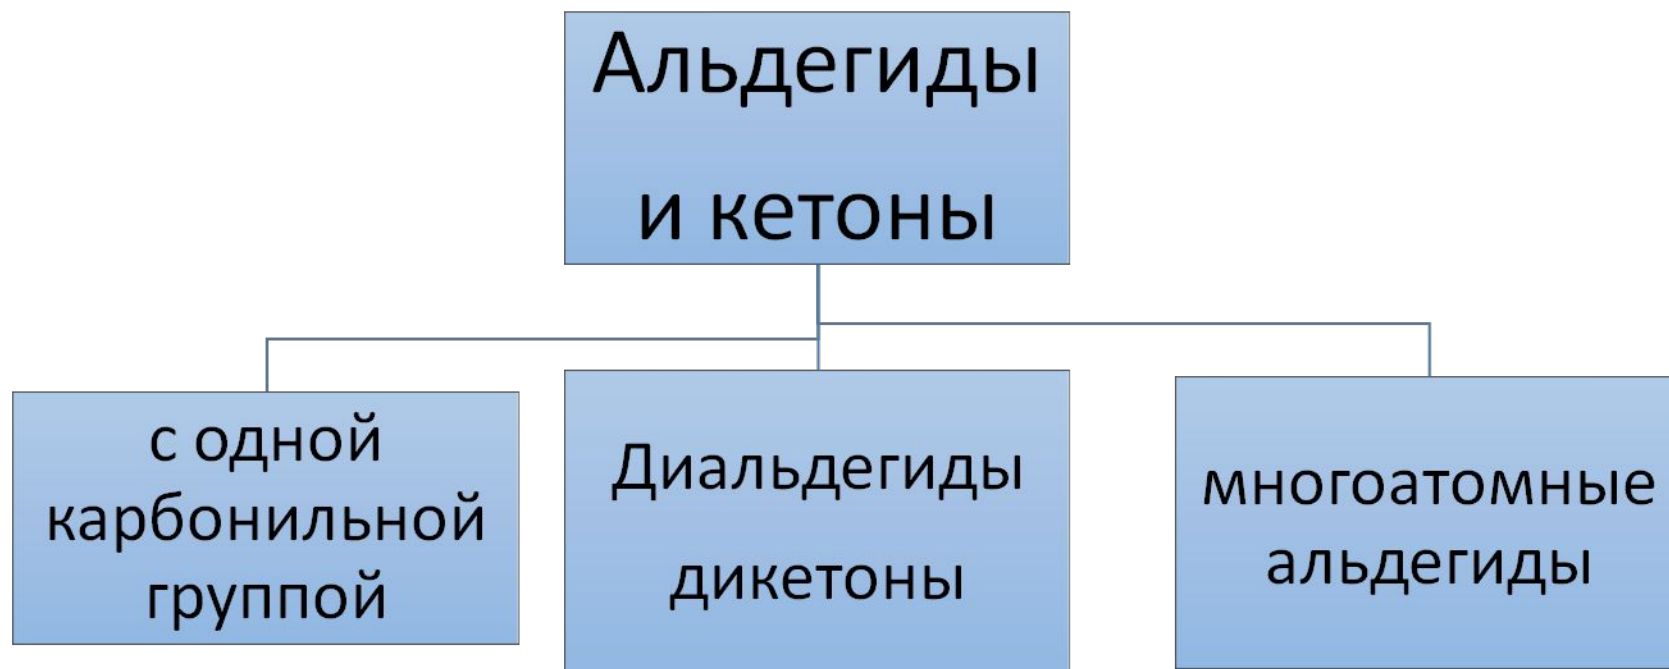 Альдегиды
и кетоны
с одной
карбонильной
группой
Диальдегиды
дикетоны
многоатомные
альдегиды